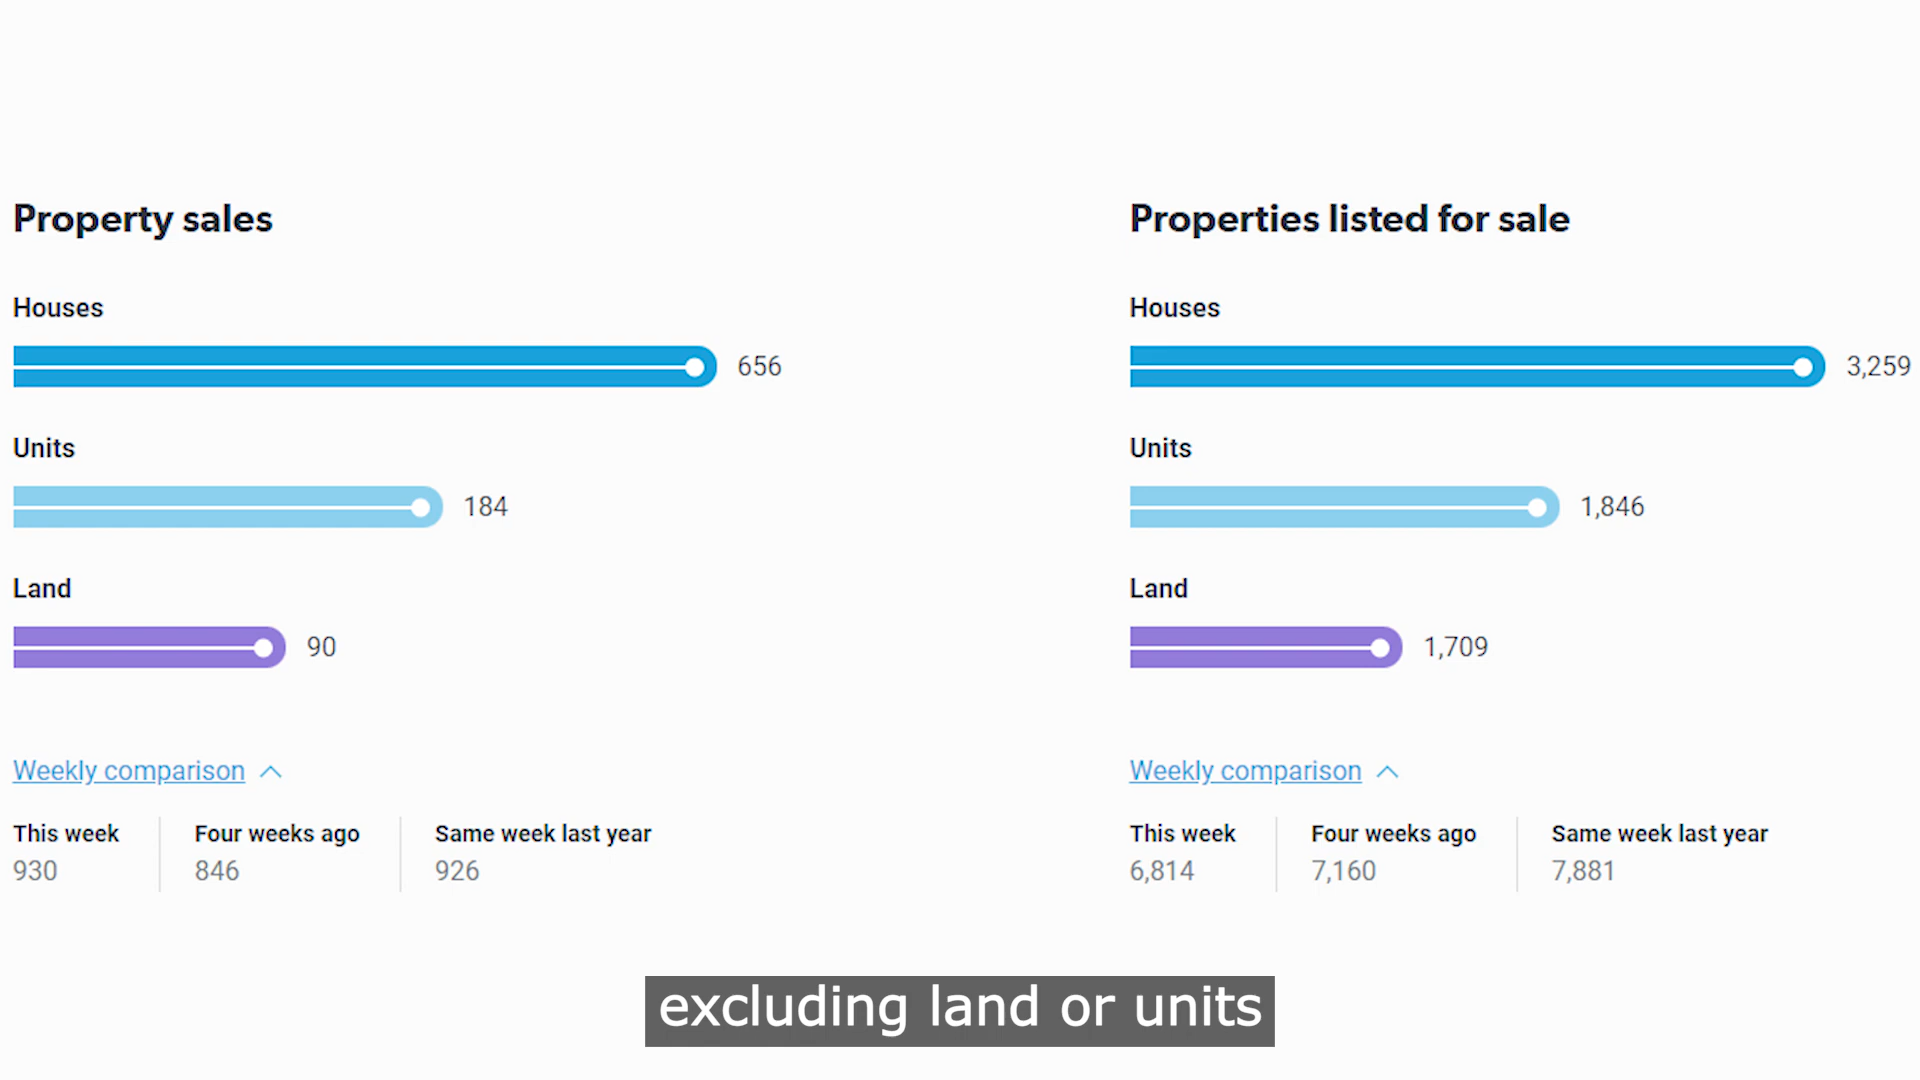 Property sales
Houses
656
Units
184
Land
90
Weekly comparison
This week
930
Four weeks ago
846
Same week last year
926
Properties listed for sale
Houses
3,259
Units
1,846
Land
1,709
Weekly comparison
This week
6,814
Four weeks ago
7,160
Same week last year
7,881
excluding land or units